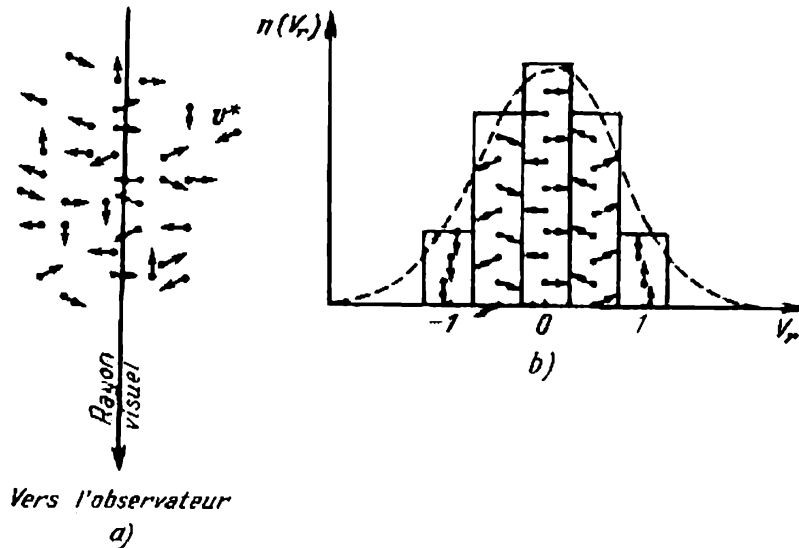 v*
Rayon
visuel
Vers l'observateur
a)
n(Vr)
-1 0 1 Vr
b)